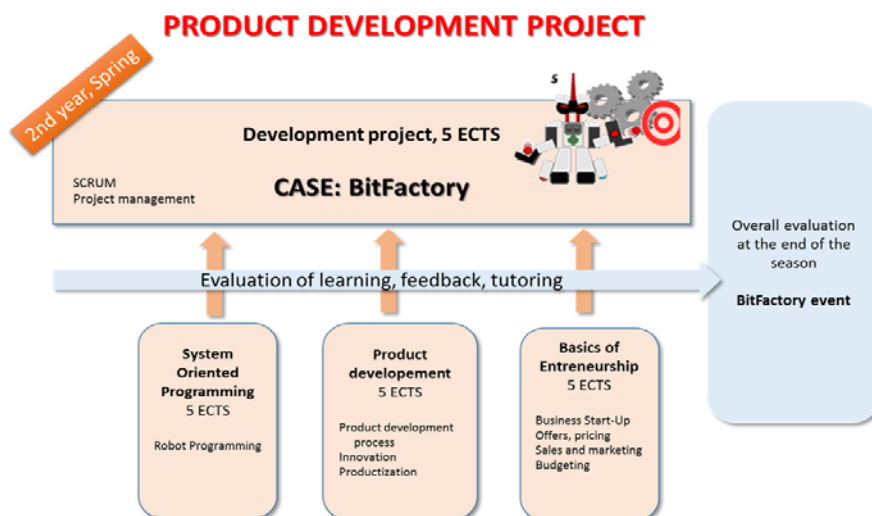 PRODUCT DEVELOPMENT PROJECT
2nd year, Spring
5
Development project, 5 ECTS
CASE: BitFactory
SCRUM
Project management
Evaluation of learning, feedback, tutoring
Overall evaluation
at the end of the
season
BitFactory event
System
Oriented
Programming
5 ECTS
Robot Programming
Product
developement
5 ECTS
Product development
process
Innovation
Productization
Basics of
Entreneurship
5 ECTS
Business Start-Up
Offers, pricing
Sales and marketing
Budgeting